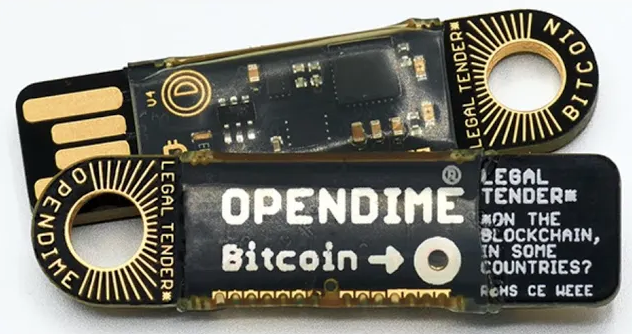 V4
LEGAL TENDER*
BITCOIN
OPENDIME
LEGAL TENDER*
OPENDIME®
Bitcoin →
LEGAL
TENDER*
*ON THE
BLOCKCHAIN,
IN SOME
COUNTRIES?
RoHS CE WEEE